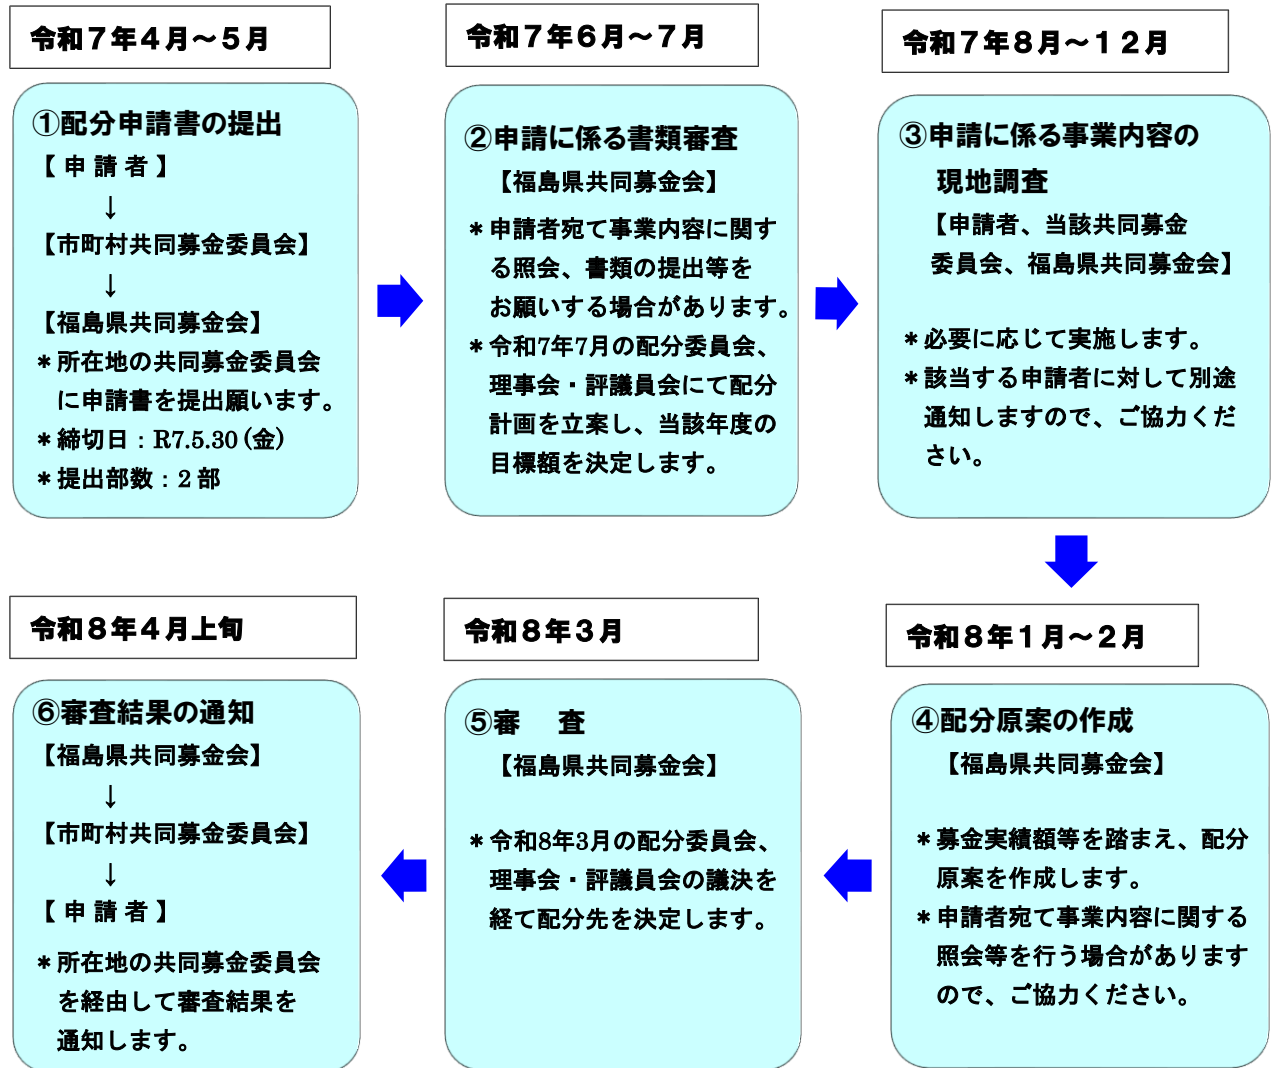 令和７年４月～５月
①配分申請書の提出
【 申 請 者 】
↓
【市町村共同募金委員会】
↓
【福島県共同募金会】
＊所在地の共同募金委員会
に申請書を提出願います。
＊締切日：R7.5.30 (金)
＊提出部数：2 部
令和７年６月～７月
②申請に係る書類審査
【福島県共同募金会】
＊申請者宛て事業内容に関す
る照会、書類の提出等を
お願いする場合があります。
＊令和7年7月の配分委員会、
理事会・評議員会にて配分
計画を立案し、当該年度の
目標額を決定します。
令和７年８月～１２月
③申請に係る事業内容の
現地調査
【申請者、当該共同募金
委員会、福島県共同募金会】
＊必要に応じて実施します。
＊該当する申請者に対して別途
通知しますので、ご協力くだ
さい。
令和８年１月～２月
④配分原案の作成
【福島県共同募金会】
＊募金実績額等を踏まえ、配分
原案を作成します。
＊申請者宛て事業内容に関する
照会等を行う場合があります
ので、ご協力ください。
令和８年３月
⑤審　査
【福島県共同募金会】
＊令和8年3月の配分委員会、
理事会・評議員会の議決を
経て配分先を決定します。
令和８年４月上旬
⑥審査結果の通知
【福島県共同募金会】
↓
【市町村共同募金委員会】
↓
【 申 請 者 】
＊所在地の共同募金委員会
を経由して審査結果を
通知します。